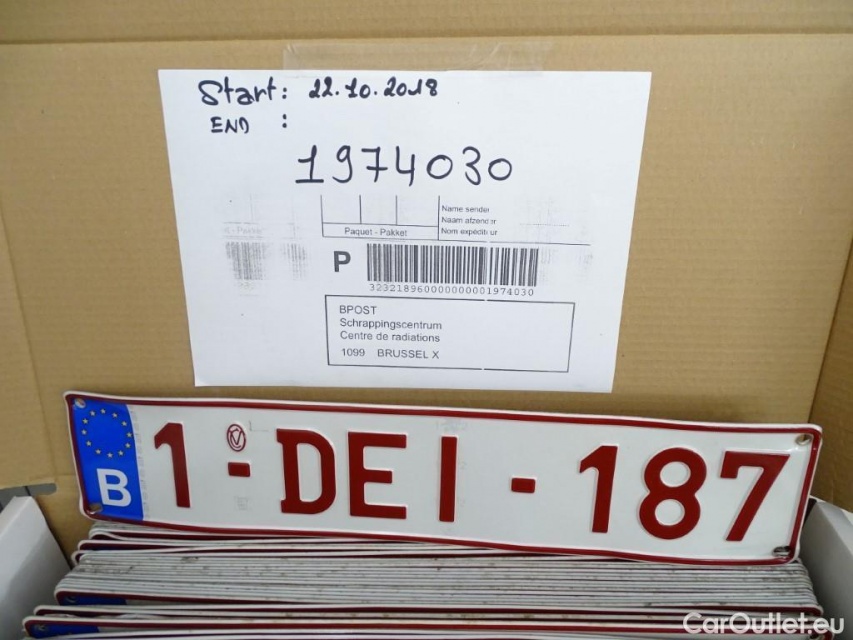 Start: 22.10.2018
END :
1974030
Name sender
Naam afzender
Paquet - Pakket
Nom expéditeur
P
323218960000000001974030
BPOST
Schrappingscentrum
Centre de radiations
1099 BRUSSEL X
B 1-DEI-187
CarOutlet.eu